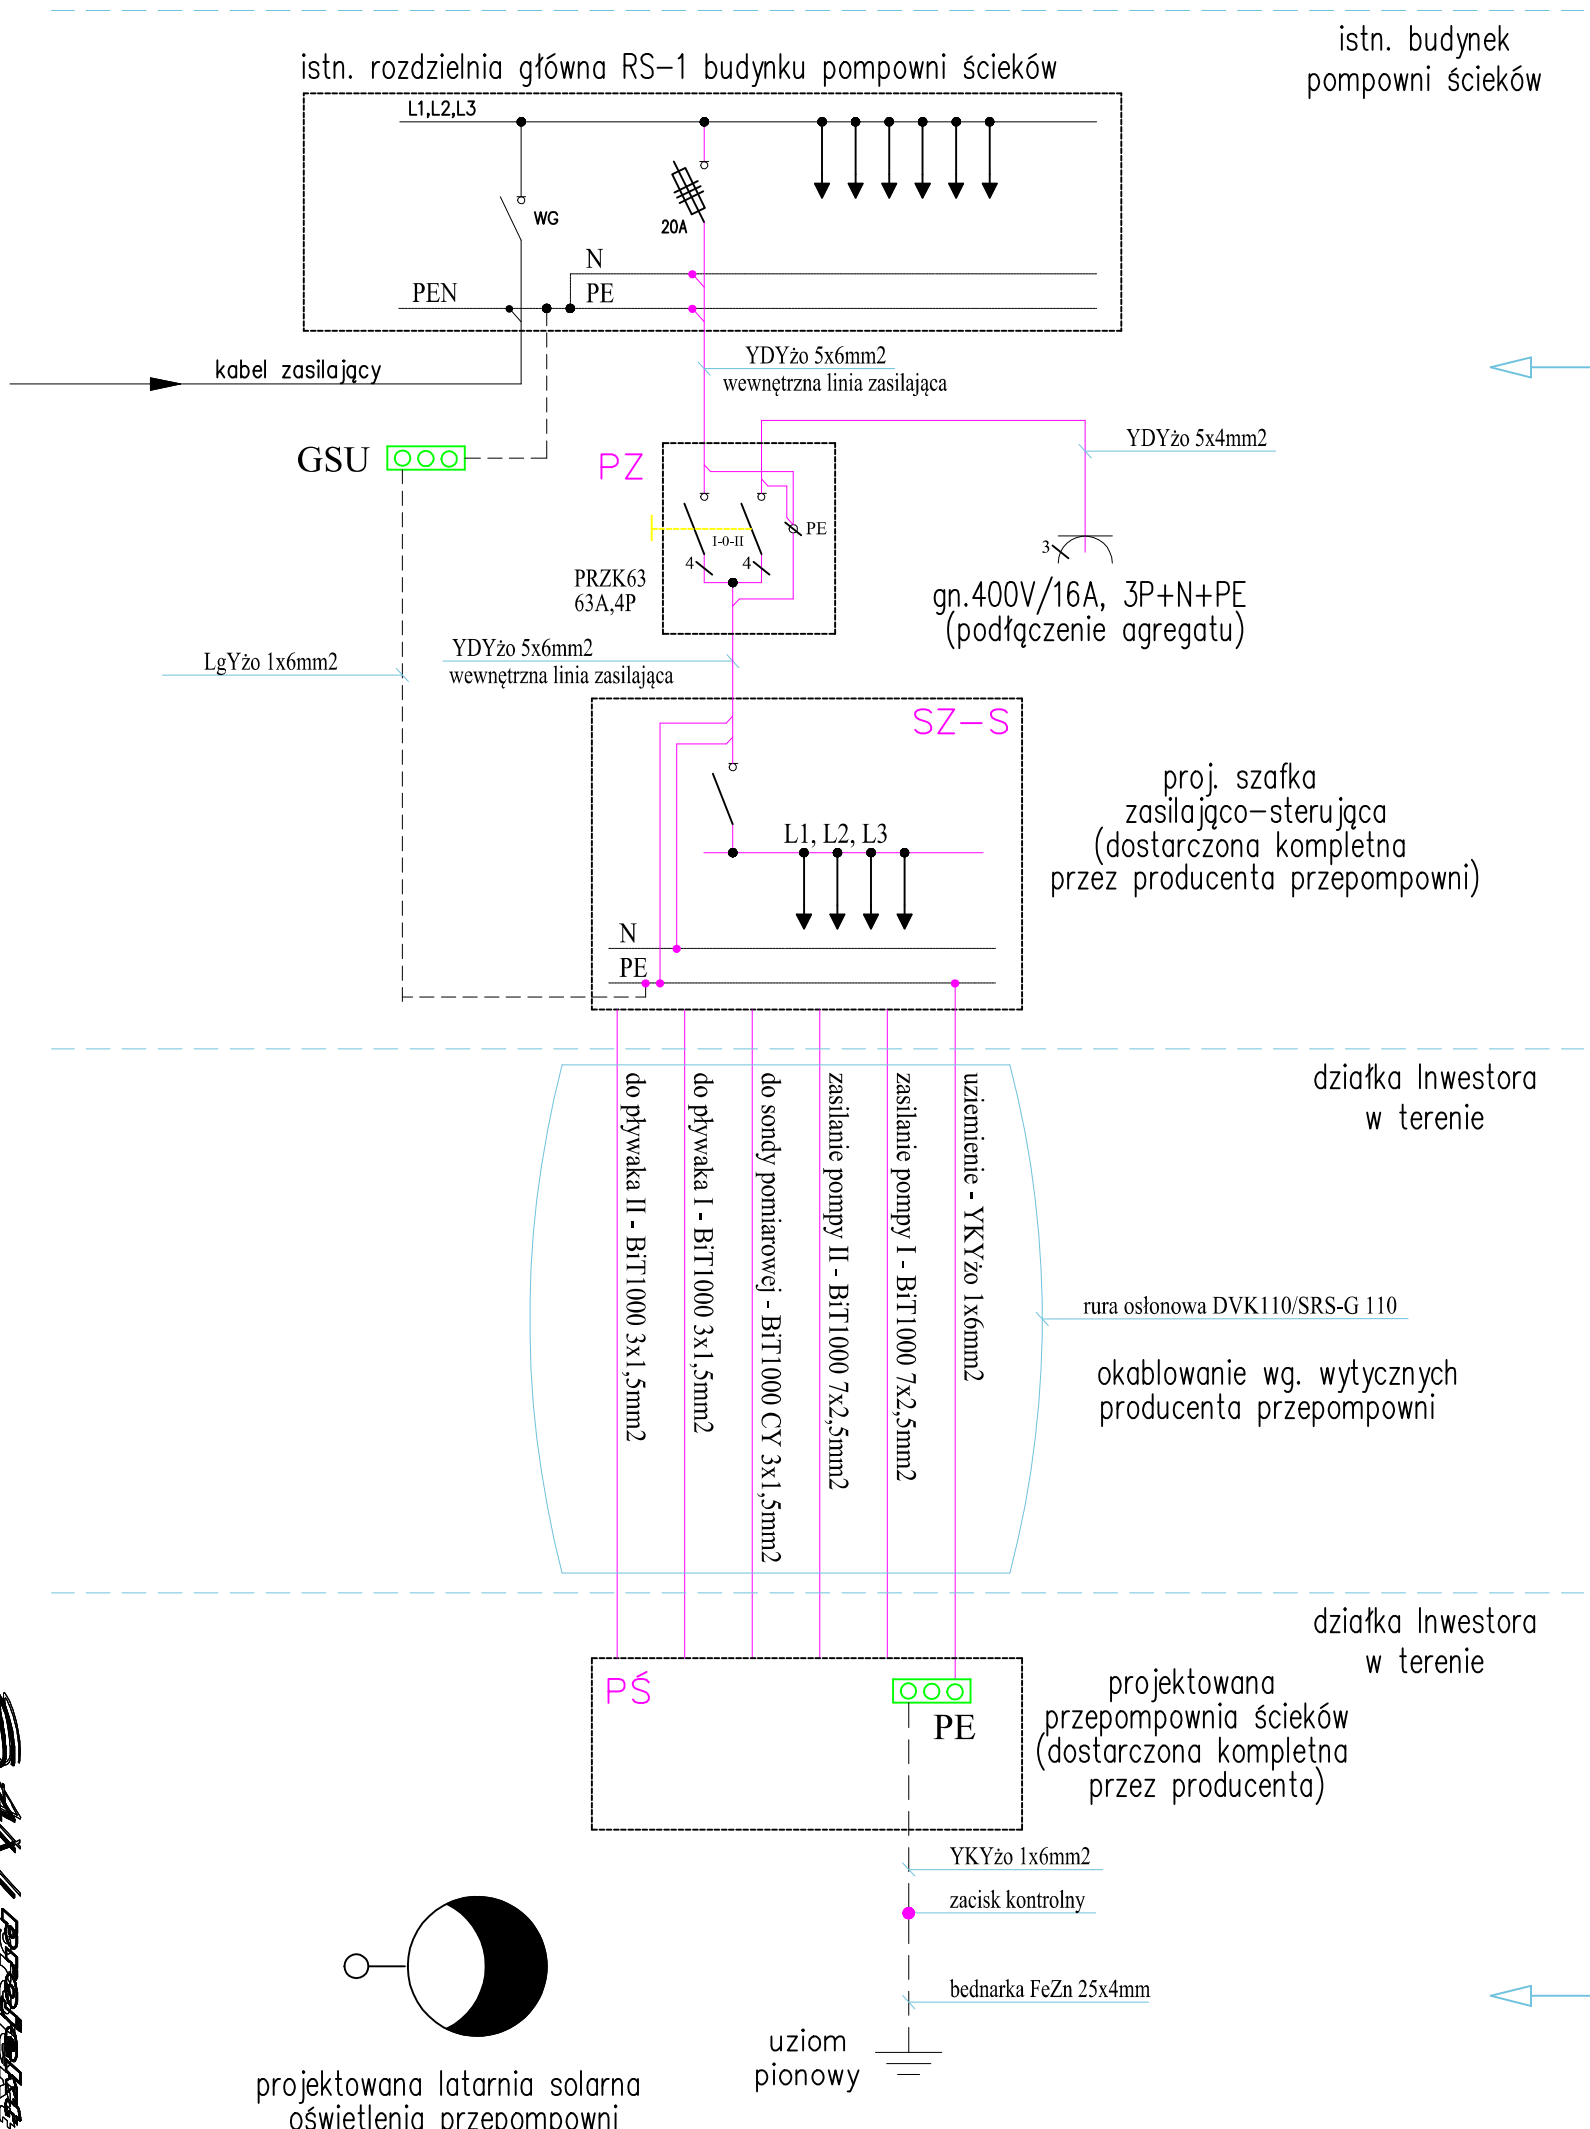 istn. budynek
pompowni ścieków
istn. rozdzielnia główna RS-1 budynku pompowni ścieków
L1,L2,L3
WG
20A
N
PEN
PE
kabel zasilający
YDYżo 5x6mm2
wewnętrzna linia zasilająca
GSU
PZ
YDYżo 5x4mm2
I-0-II
PE
4
4
3
PRZK63
63A,4P
gn.400V/16A, 3P+N+PE
(podłączenie agregatu)
LgYżo 1x6mm2
YDYżo 5x6mm2
wewnętrzna linia zasilająca
SZ-S
proj. szafka
zasilająco-sterująca
(dostarczona kompletna
przez producenta przepompowni)
L1, L2, L3
N
PE
działka Inwestora
w terenie
do pływaka II - BiT1000 3x1,5mm2
do pływaka I - BiT1000 3x1,5mm2
do sondy pomiarowej - BiT1000 CY 3x1,5mm2
zasilanie pompy II - BiT1000 7x2,5mm2
zasilanie pompy I - BiT1000 7x2,5mm2
uziemienie - YKYżo 1x6mm2
rura osłonowa DVK110/SRS-G 110
okablowanie wg. wytycznych
producenta przepompowni
działka Inwestora
w terenie
PŚ
PE
projektowana
przepompownia ścieków
(dostarczona kompletna
przez producenta)
YKYżo 1x6mm2
zacisk kontrolny
bednarka FeZn 25x4mm
uziom
pionowy
projektowana latarnia solarna
oświetlenia przepompowni